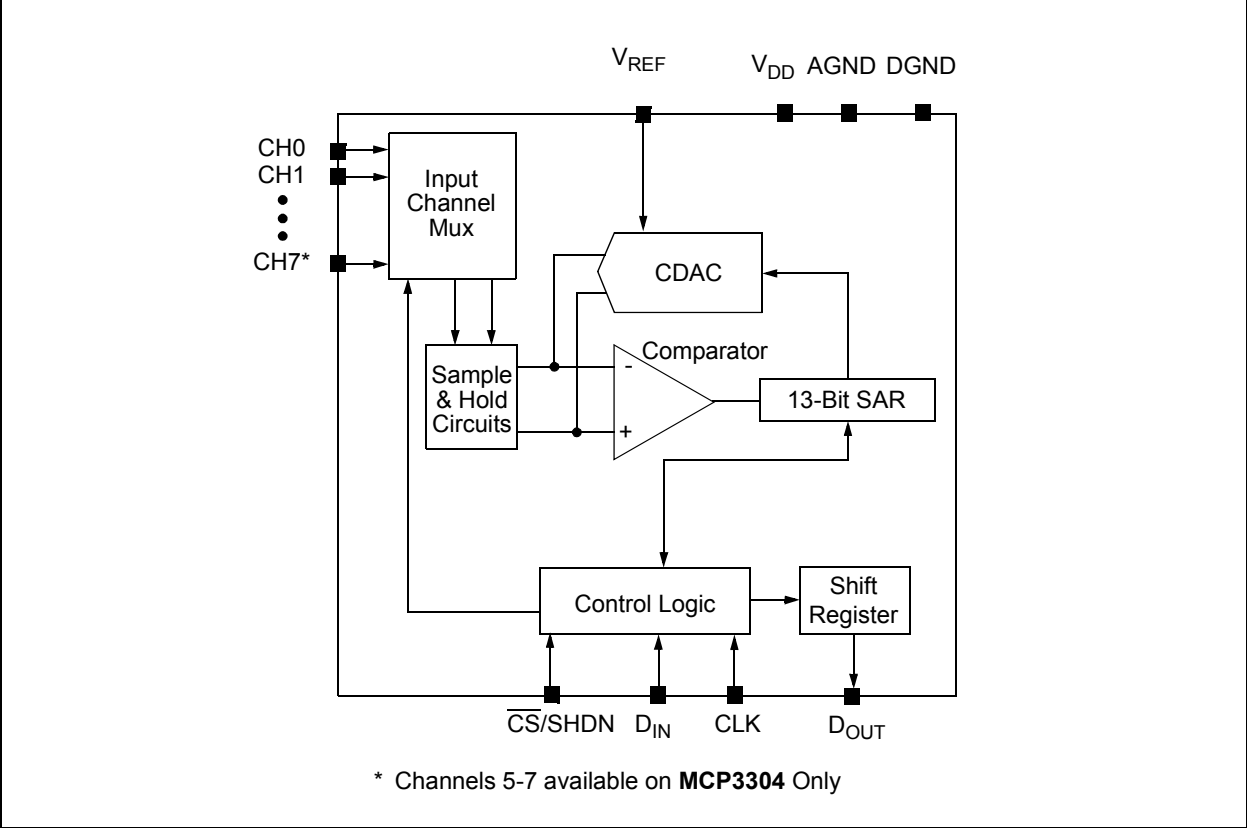 VREF
VDD AGND DGND
CH0
CH1
CH7*
Input
Channel
Mux
CDAC
Sample
& Hold
Circuits
Comparator
-
+
13-Bit SAR
Control Logic
Shift
Register
CS/SHDN DIN CLK DOUT
* Channels 5-7 available on MCP3304 Only